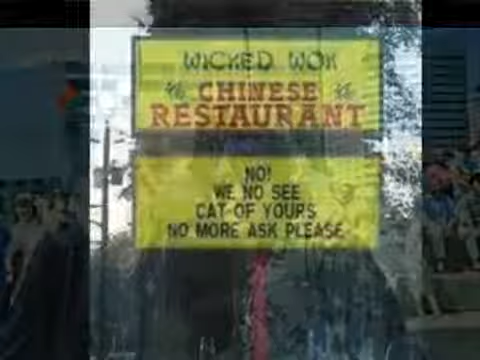 WICKED WOK
CHINESE
RESTAURANT
NO!
WE NO SEE
CAT OF YOURS
NO MORE ASK PLEASE